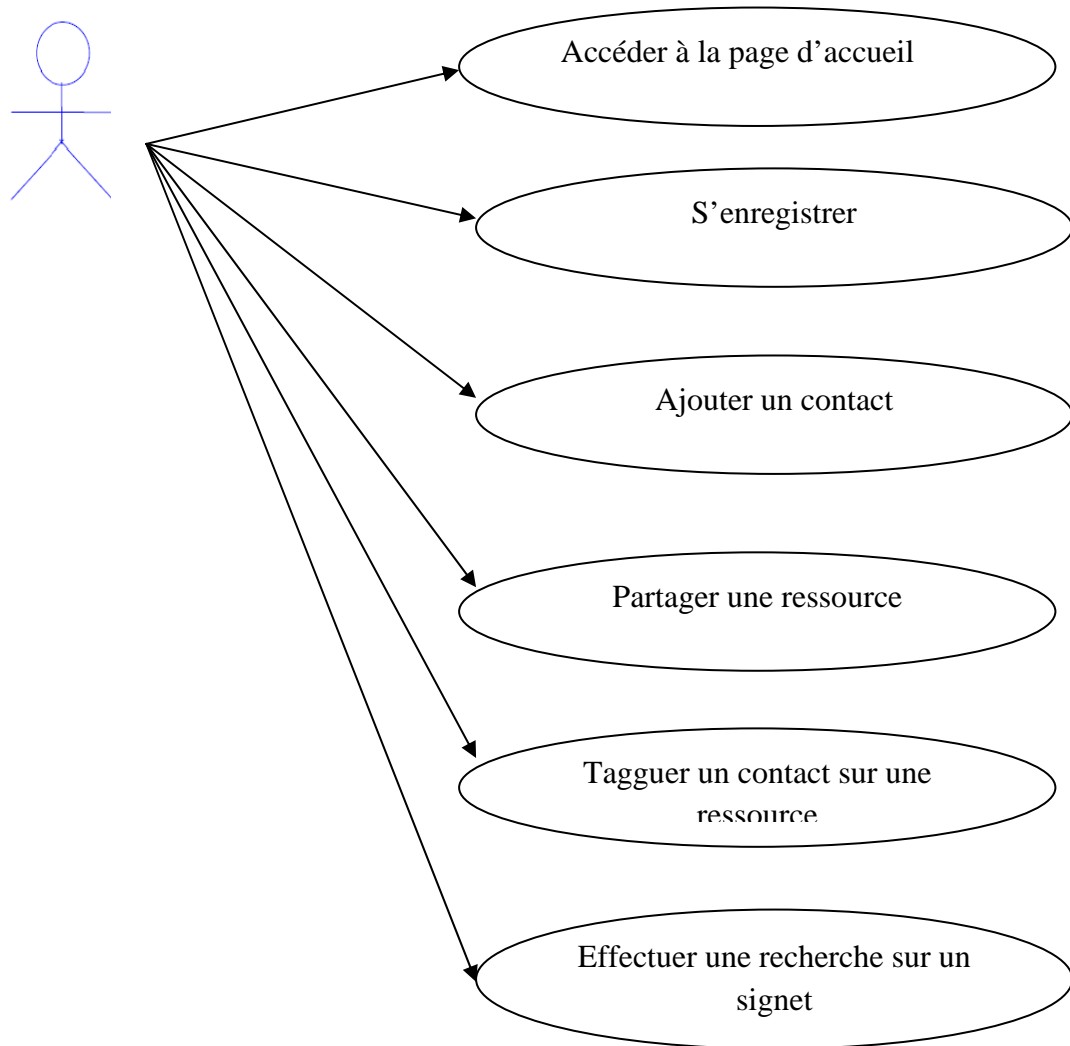 Accéder à la page d’accueil
S’enregistrer
Ajouter un contact
Partager une ressource
Tagguer un contact sur une
ressource
Effectuer une recherche sur un
signet